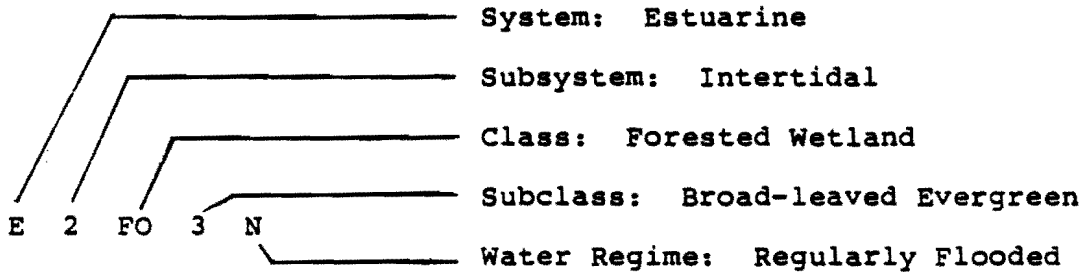 System: Estuarine
Subsystem: Intertidal
Class: Forested Wetland
Subclass: Broad-leaved Evergreen
E 2 FO 3 N
Water Regime: Regularly Flooded